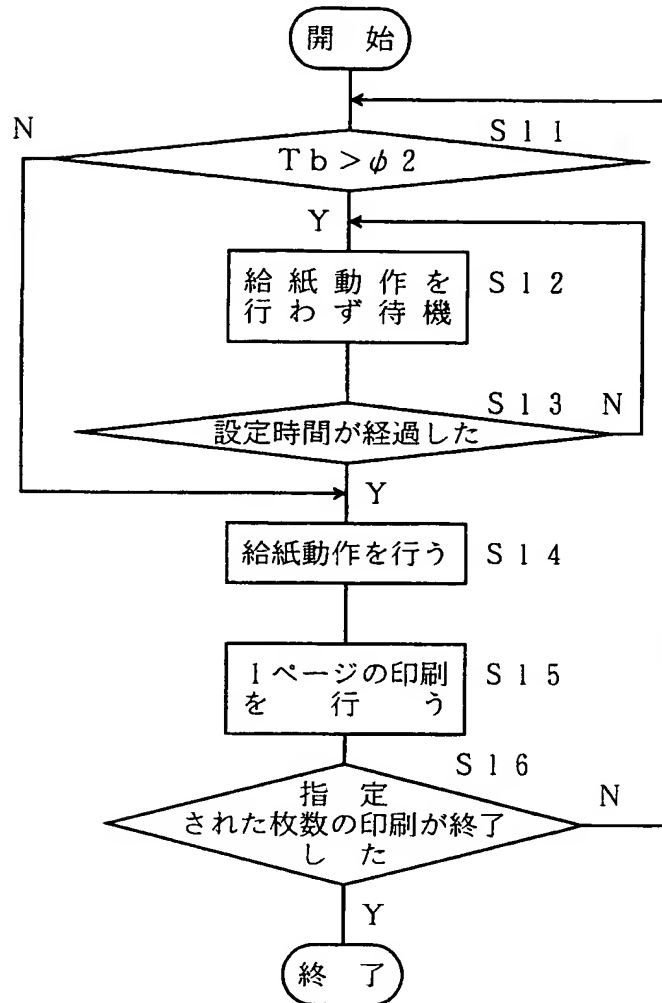 開 始
N
S11
Tb>φ2
Y
給紙動作を
行わず待機
S12
S13 N
設定時間が経過した
Y
給紙動作を行う S14
1ページの印刷
を 行 う
S15
S16
指 定
された枚数の印刷が終了
し た
N
Y
終 了